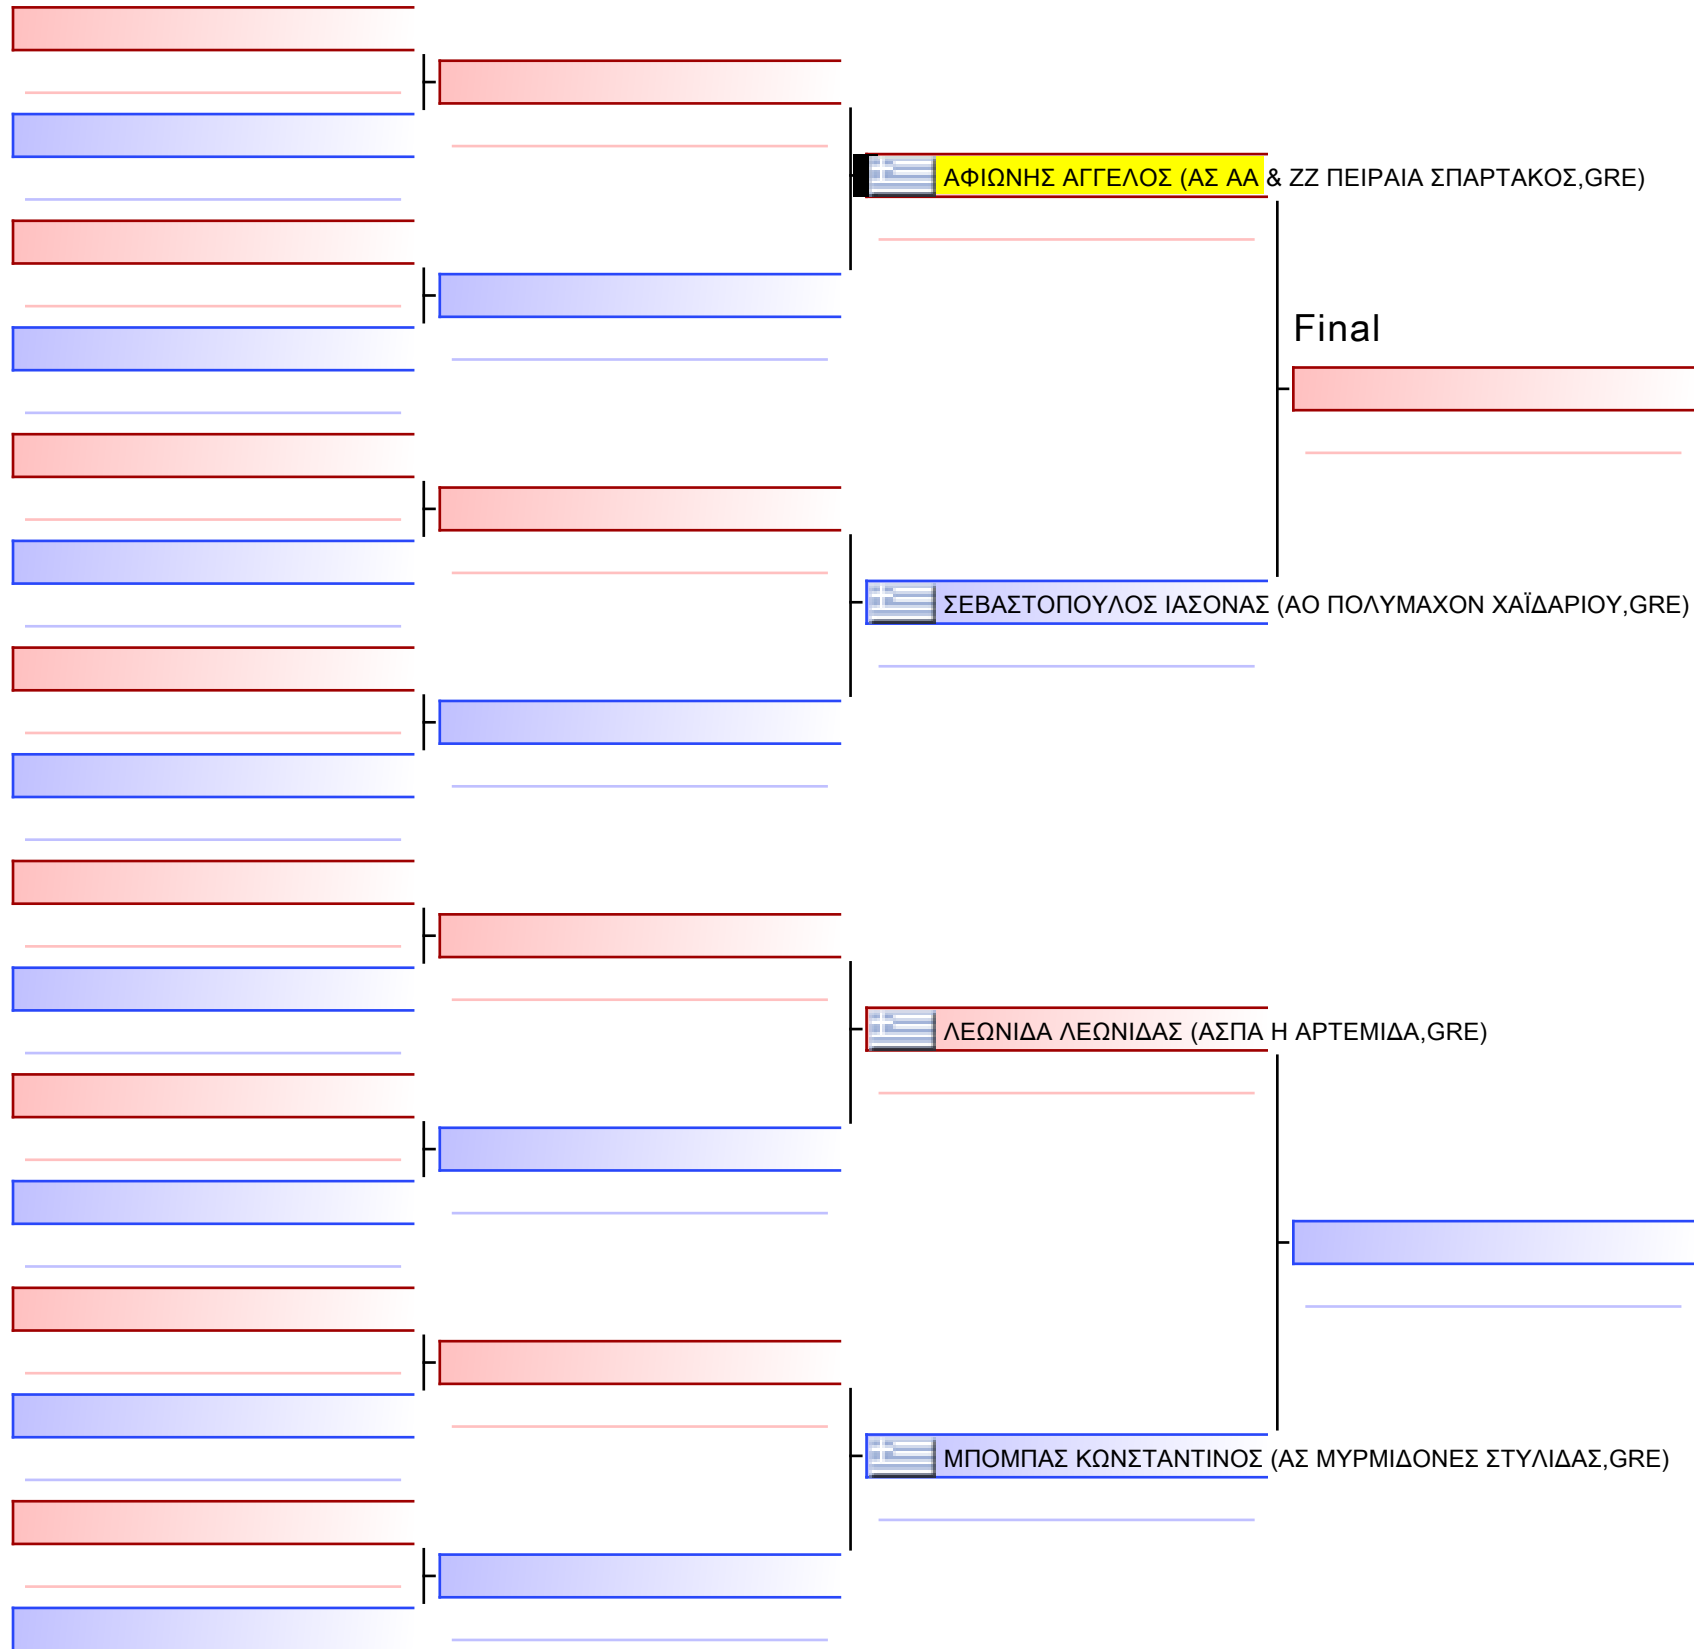 ΑΦΙΩΝΗΣ ΑΓΓΕΛΟΣ (ΑΣ ΑΑ & ΖΖ ΠΕΙΡΑΙΑ ΣΠΑΡΤΑΚΟΣ,GRE)
Final
ΣΕΒΑΣΤΟΠΟΥΛΟΣ ΙΑΣΟΝΑΣ (ΑΟ ΠΟΛΥΜΑΧΟΝ ΧΑΪΔΑΡΙΟΥ,GRE)
ΛΕΩΝΙΔΑ ΛΕΩΝΙΔΑΣ (ΑΣΠΑ Η ΑΡΤΕΜΙΔΑ,GRE)
ΜΠΟΜΠΑΣ ΚΩΝΣΤΑΝΤΙΝΟΣ (ΑΣ ΜΥΡΜΙΔΟΝΕΣ ΣΤΥΛΙΔΑΣ,GRE)